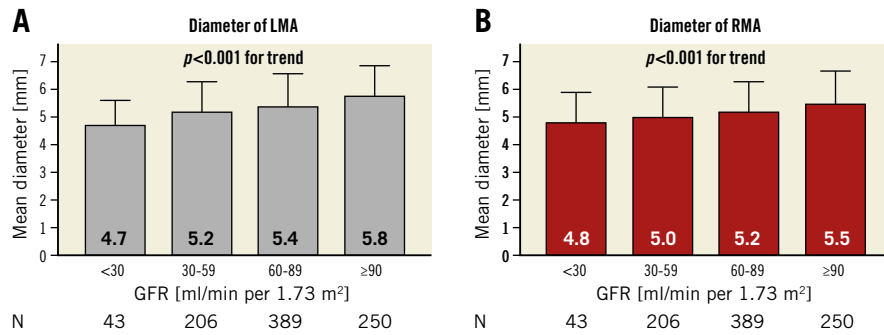 A
Diameter of LMA
p<0.001 for trend
Mean diameter [mm]
7
6
5
4
3
2
1
0
4.7 5.2 5.4 5.8
<30 30-59 60-89 ≥90
GFR [ml/min per 1.73 m²]
N 43 206 389 250
B
Diameter of RMA
p<0.001 for trend
Mean diameter [mm]
7
6
5
4
3
2
1
0
4.8 5.0 5.2 5.5
<30 30-59 60-89 ≥90
GFR [ml/min per 1.73 m²]
N 43 206 389 250